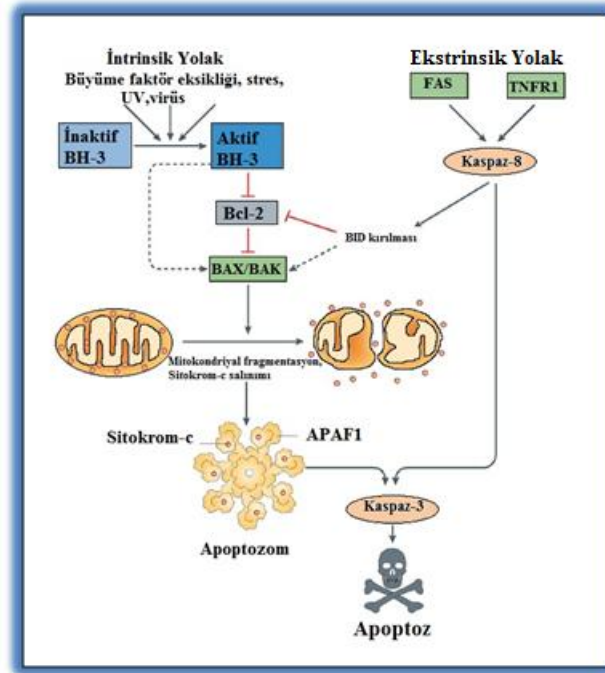 İntrinsik Yolak
Büyüme faktör eksikliği, stres,
UV,virüs
Ekstrinsik Yolak
FAS
TNFR1
İnaktif
BH-3
Aktif
BH-3
Kaspaz-8
Bcl-2
BID kırılması
BAX/BAK
Mitokondriyal fragmentasyon,
Sitokrom-c salınımı
Sitokrom-c
APAF1
Apoptozom
Kaspaz-3
Apoptoz